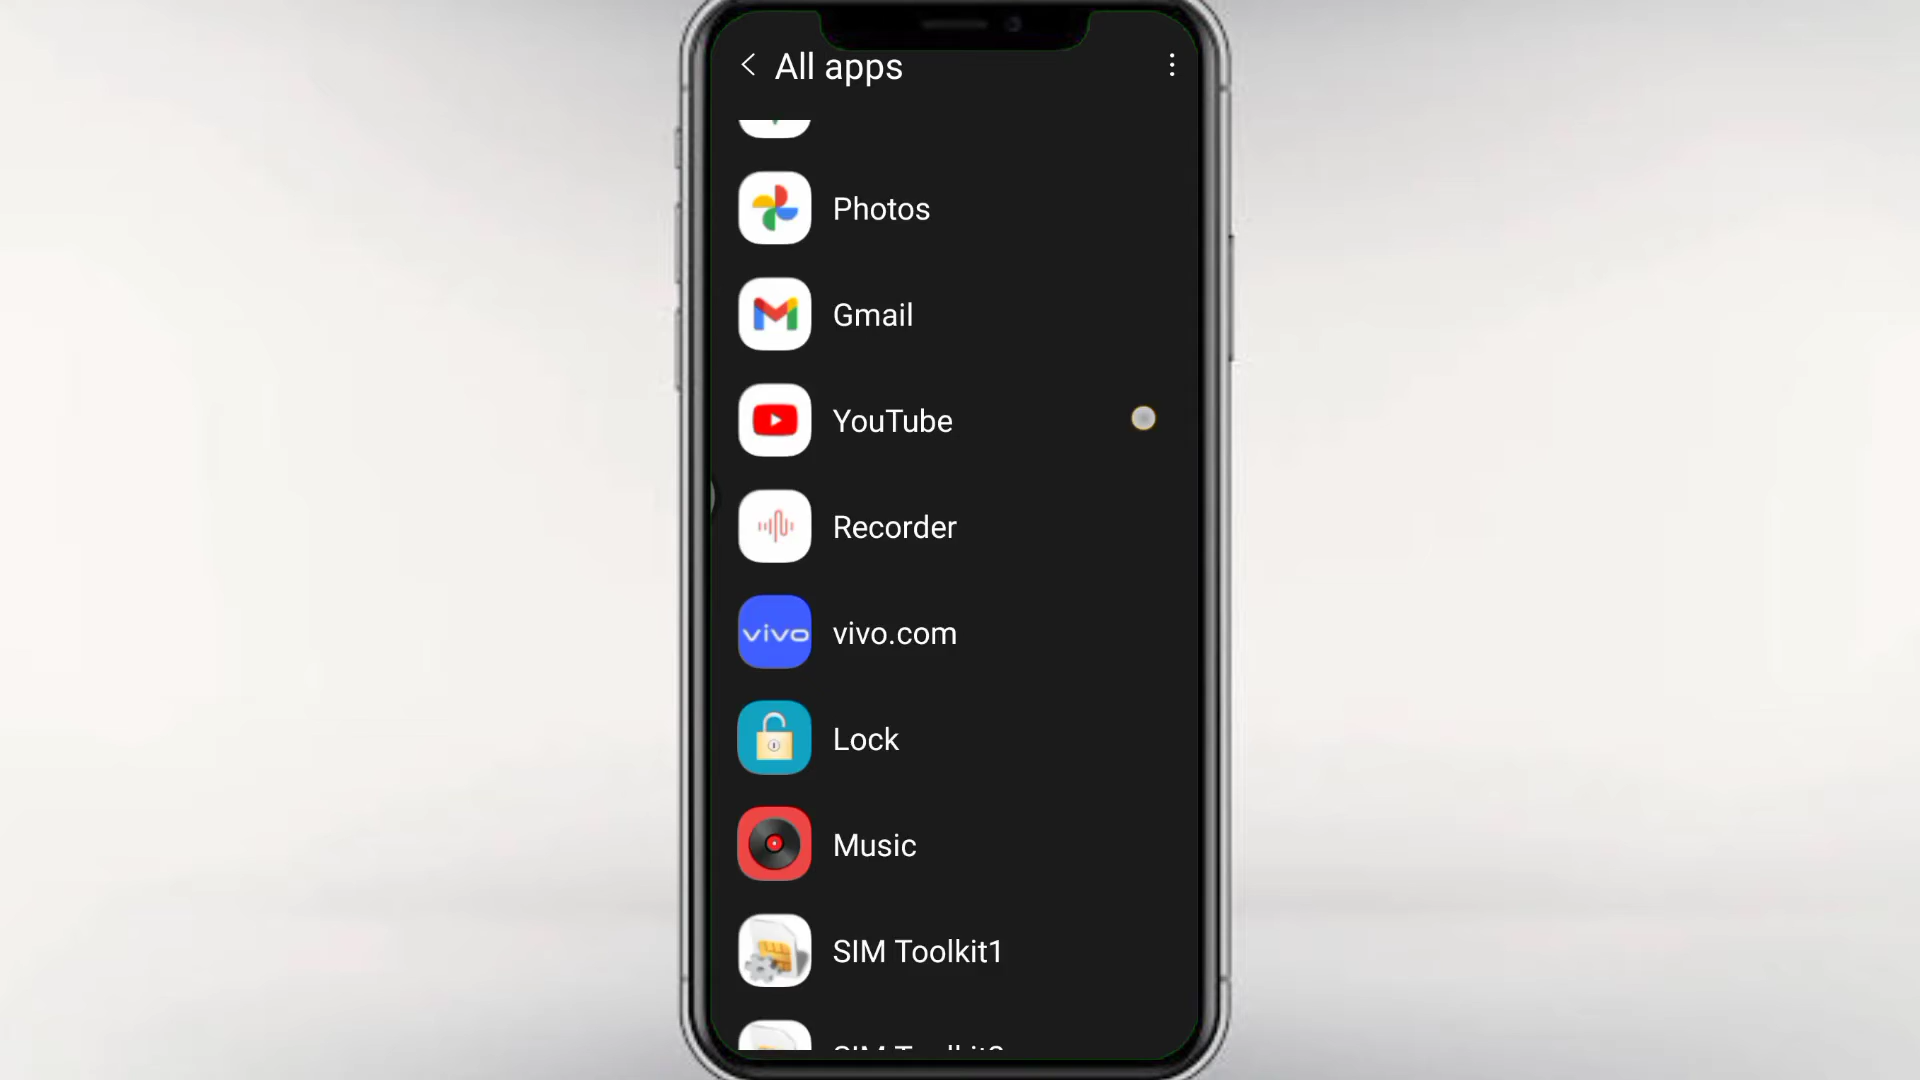 All apps
Photos
Gmail
YouTube
Recorder
vivo
vivo.com
Lock
Music
SIM Toolkit1